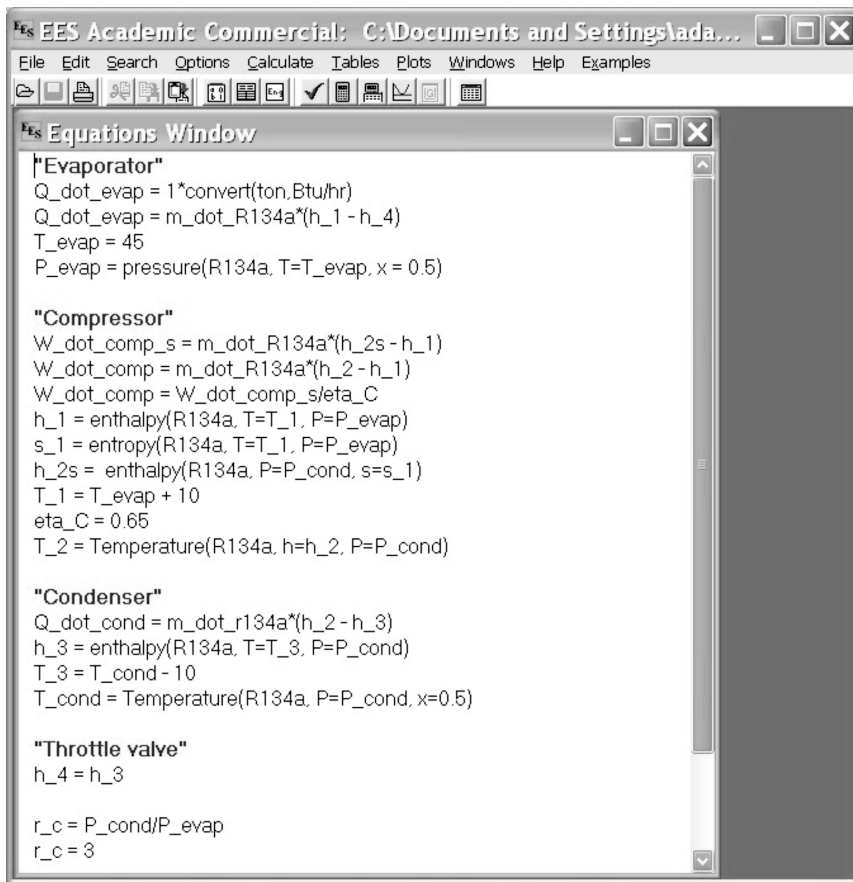 EES Academic Commercial: C:\Documents and Settings\ada...
File Edit Search Options Calculate Tables Plots Windows Help Examples
Equations Window
"Evaporator"
Q_dot_evap = 1*convert(ton,Btu/hr)
Q_dot_evap = m_dot_R134a*(h_1 - h_4)
T_evap = 45
P_evap = pressure(R134a, T=T_evap, x = 0.5)
"Compressor"
W_dot_comp_s = m_dot_R134a*(h_2s - h_1)
W_dot_comp = m_dot_R134a*(h_2 - h_1)
W_dot_comp = W_dot_comp_s/eta_C
h_1 = enthalpy(R134a, T=T_1, P=P_evap)
s_1 = entropy(R134a, T=T_1, P=P_evap)
h_2s = enthalpy(R134a, P=P_cond, s=s_1)
T_1 = T_evap + 10
eta_C = 0.65
T_2 = Temperature(R134a, h=h_2, P=P_cond)
"Condenser"
Q_dot_cond = m_dot_r134a*(h_2 - h_3)
h_3 = enthalpy(R134a, T=T_3, P=P_cond)
T_3 = T_cond - 10
T_cond = Temperature(R134a, P=P_cond, x=0.5)
"Throttle valve"
h_4 = h_3
r_c = P_cond/P_evap
r_c = 3